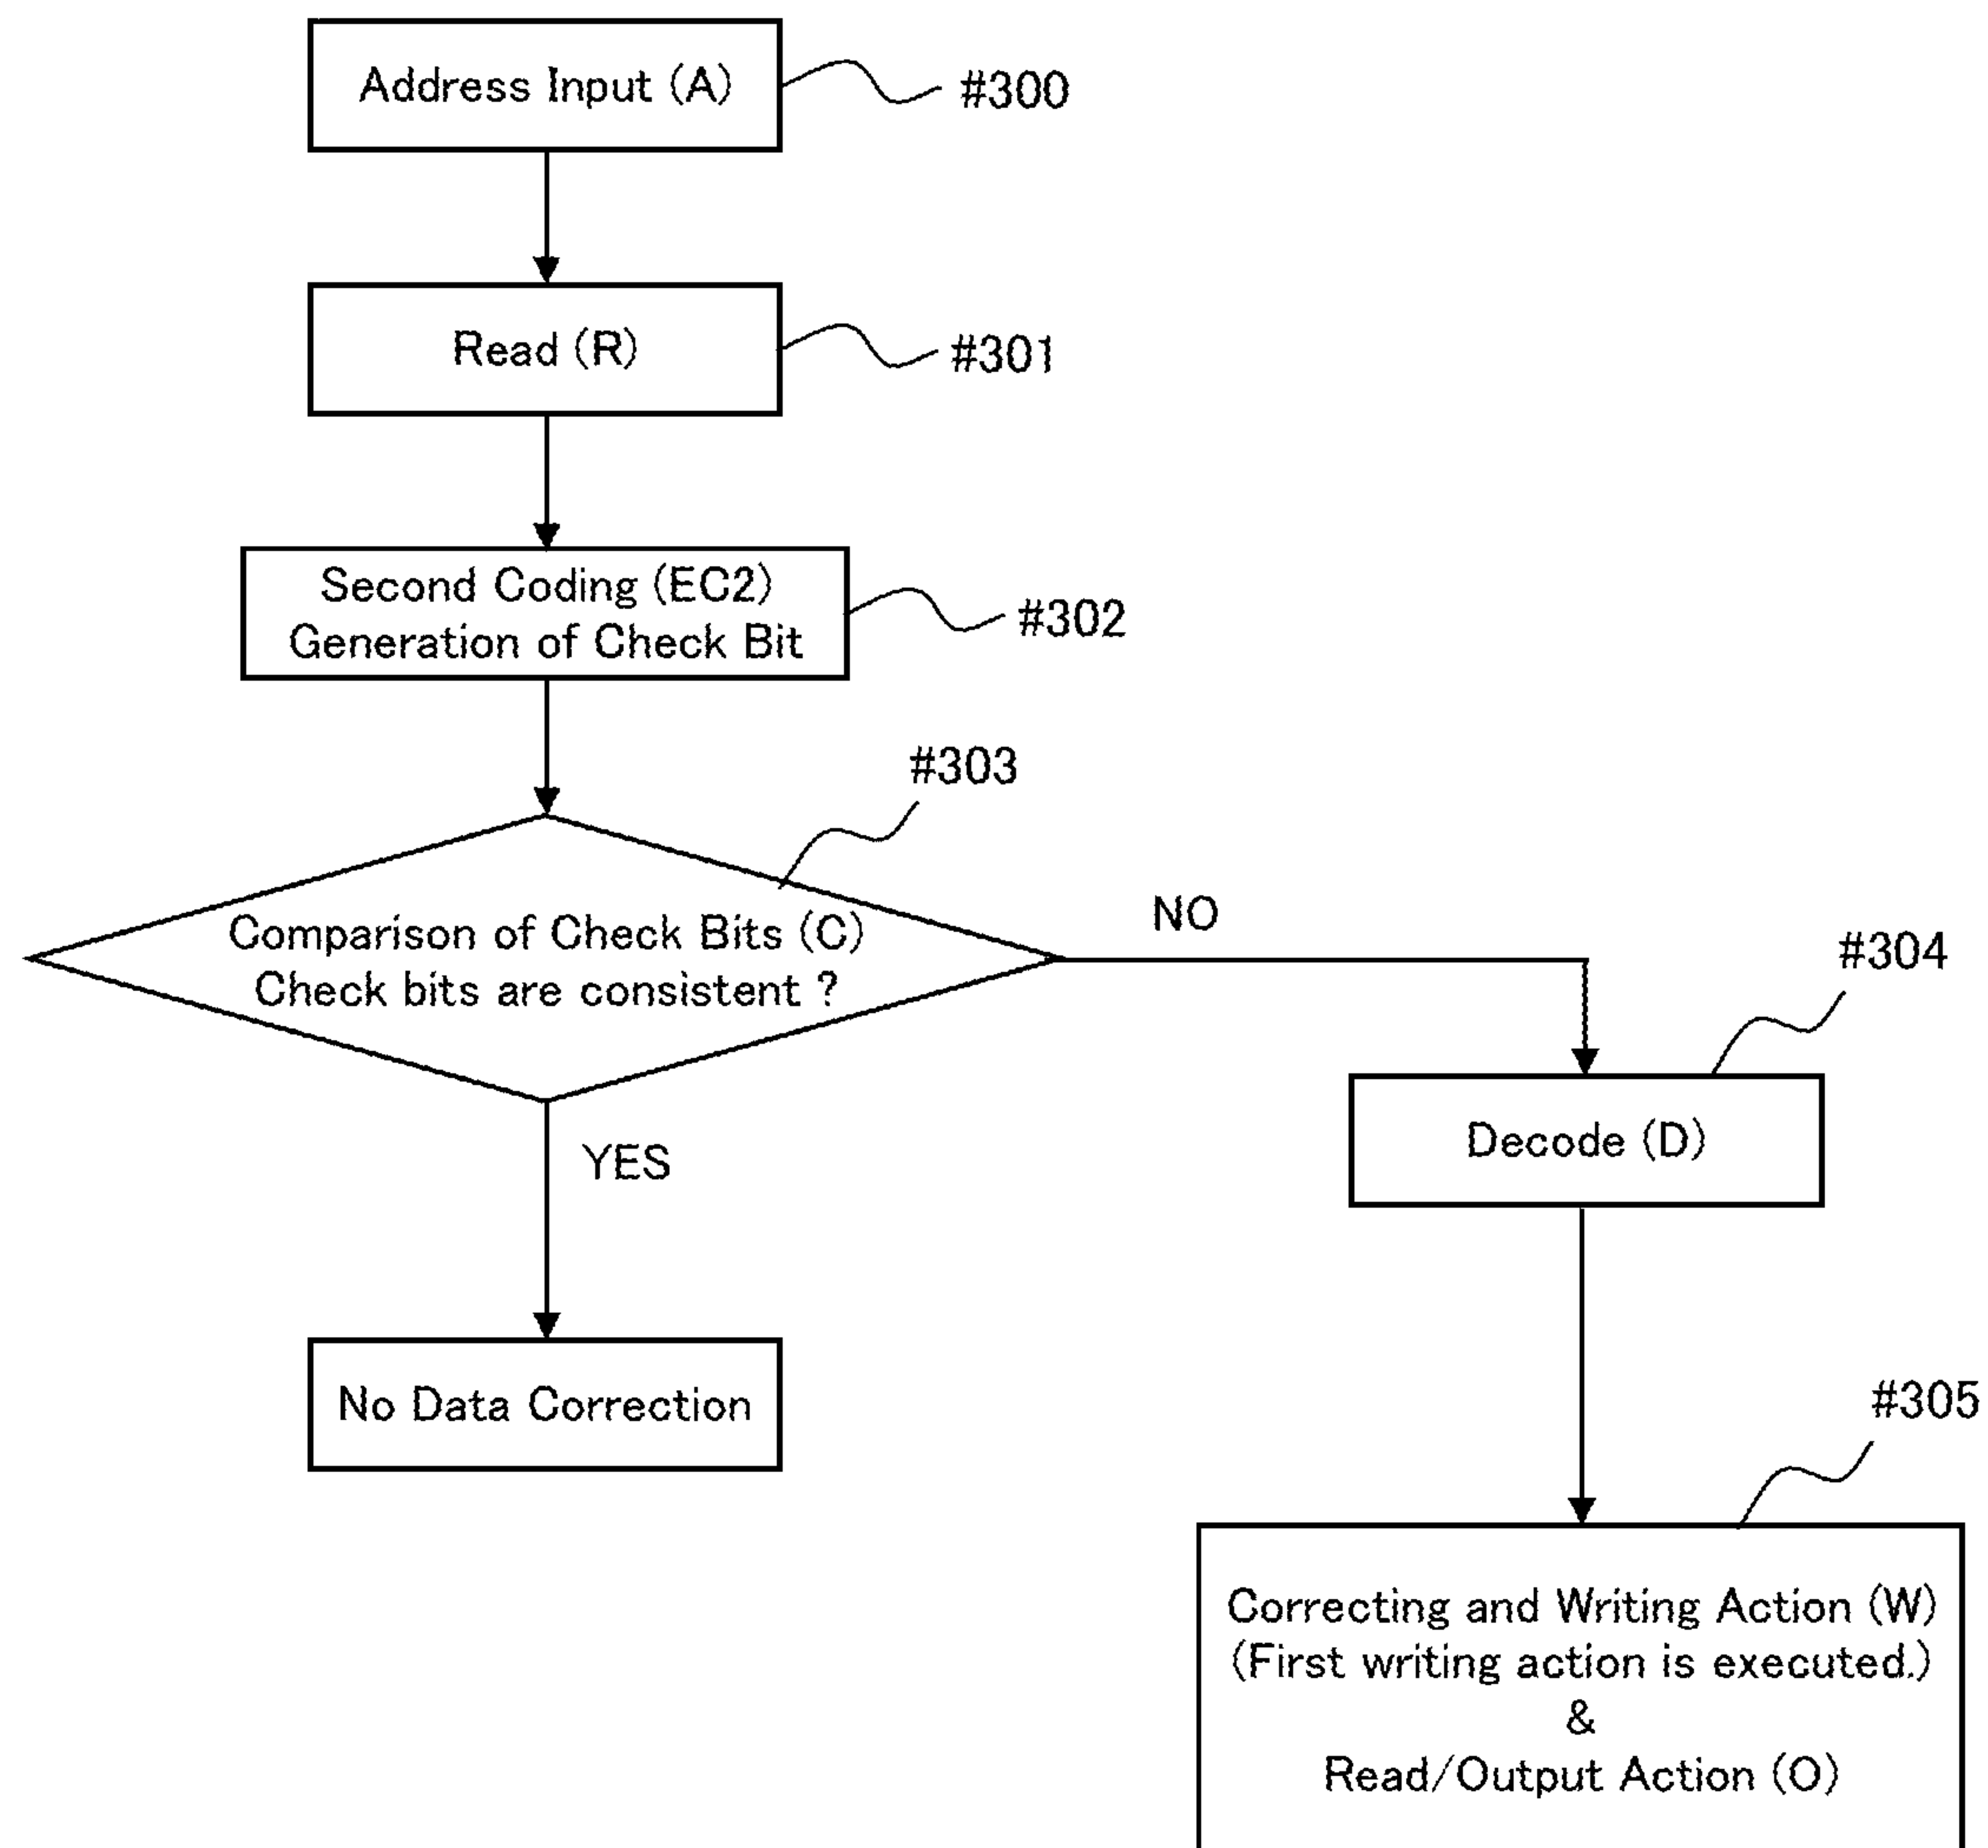 Address Input (A)
#300
Read (R)
#301
Second Coding (EC2)
Generation of Check Bit
#302
#303
Comparison of Check Bits (C)
Check bits are consistent ?
NO
#304
YES
Decode (D)
No Data Correction
#305
Correcting and Writing Action (W)
(First writing action is executed.)
&
Read/Output Action (O)